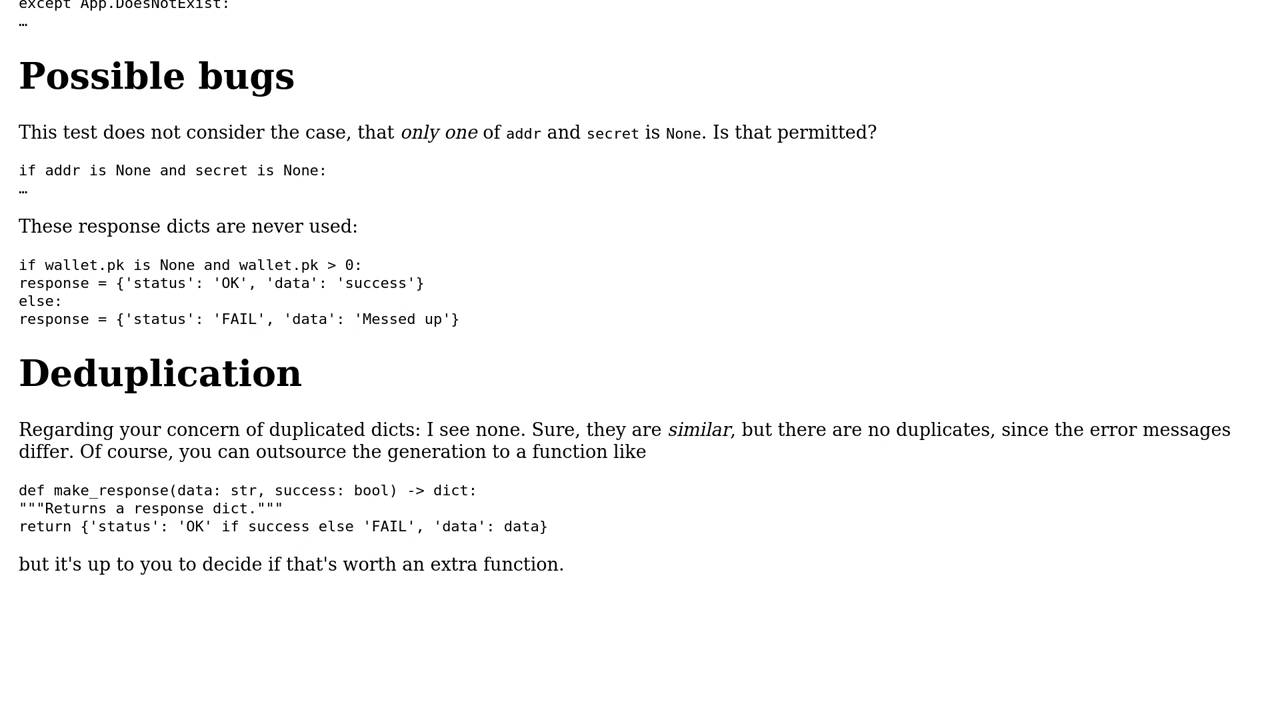 except App.DoesNotExist:
…
Possible bugs
This test does not consider the case, that only one of addr and secret is None. Is that permitted?
if addr is None and secret is None:
…
These response dicts are never used:
if wallet.pk is None and wallet.pk > 0:
response = {'status': 'OK', 'data': 'success'}
else:
response = {'status': 'FAIL', 'data': 'Messed up'}
Deduplication
Regarding your concern of duplicated dicts: I see none. Sure, they are similar, but there are no duplicates, since the error messages
differ. Of course, you can outsource the generation to a function like
def make_response(data: str, success: bool) -> dict:
"""Returns a response dict."""
return {'status': 'OK' if success else 'FAIL', 'data': data}
but it's up to you to decide if that's worth an extra function.